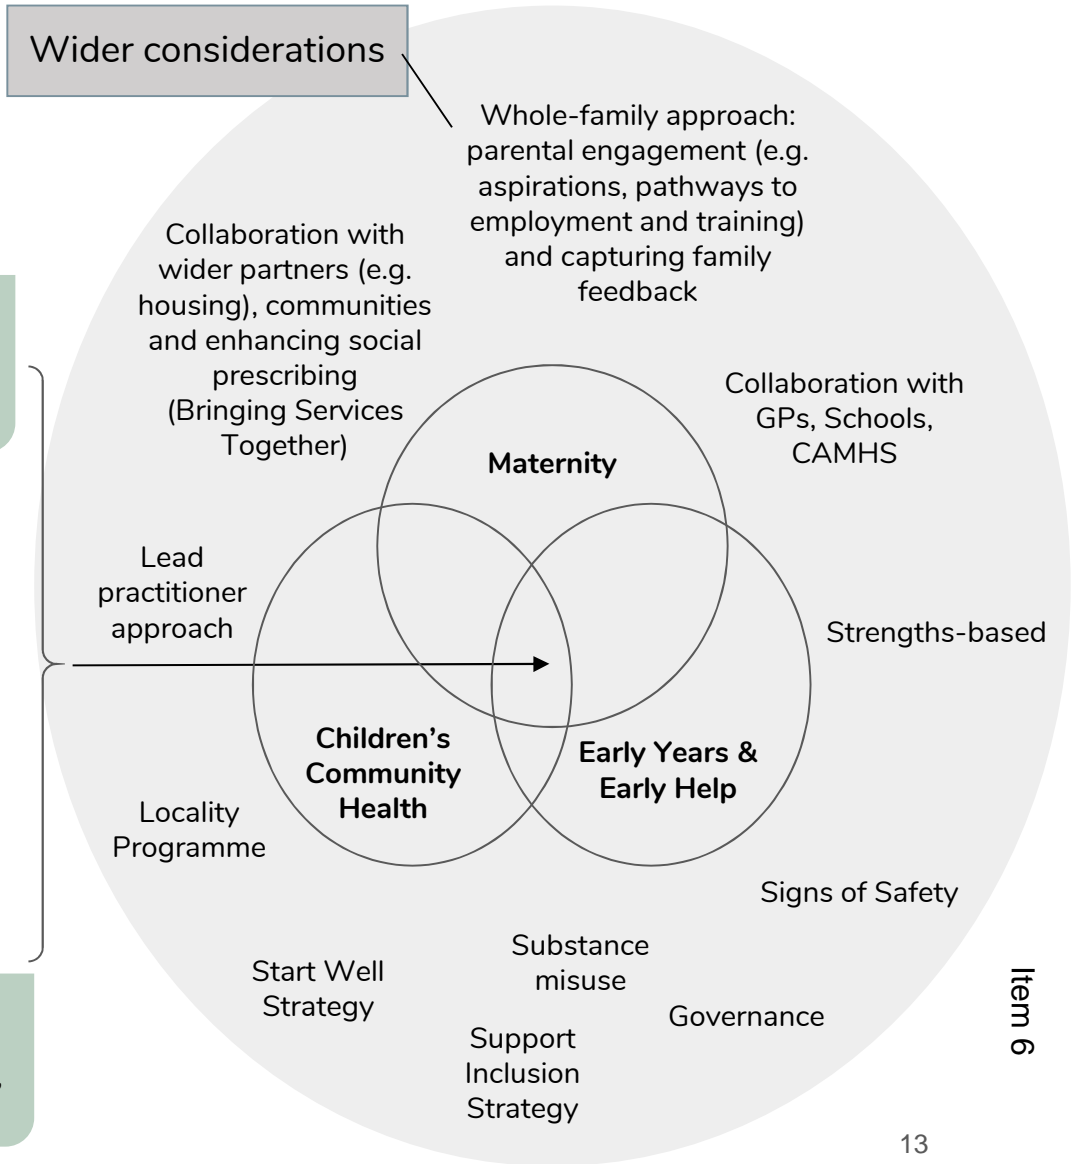 Wider considerations
Whole-family approach:
parental engagement (e.g.
aspirations, pathways to
employment and training)
and capturing family
feedback
Collaboration with
wider partners (e.g.
housing), communities
and enhancing social
prescribing
(Bringing Services
Together)
Collaboration with
GPs, Schools,
CAMHS
Maternity
Lead
practitioner
approach
Strengths-based
Children’s
Community
Health
Early Years &
Early Help
Locality
Programme
Signs of Safety
Substance
misuse
Start Well
Strategy
Governance
Support
Inclusion
Strategy
Item 6
13